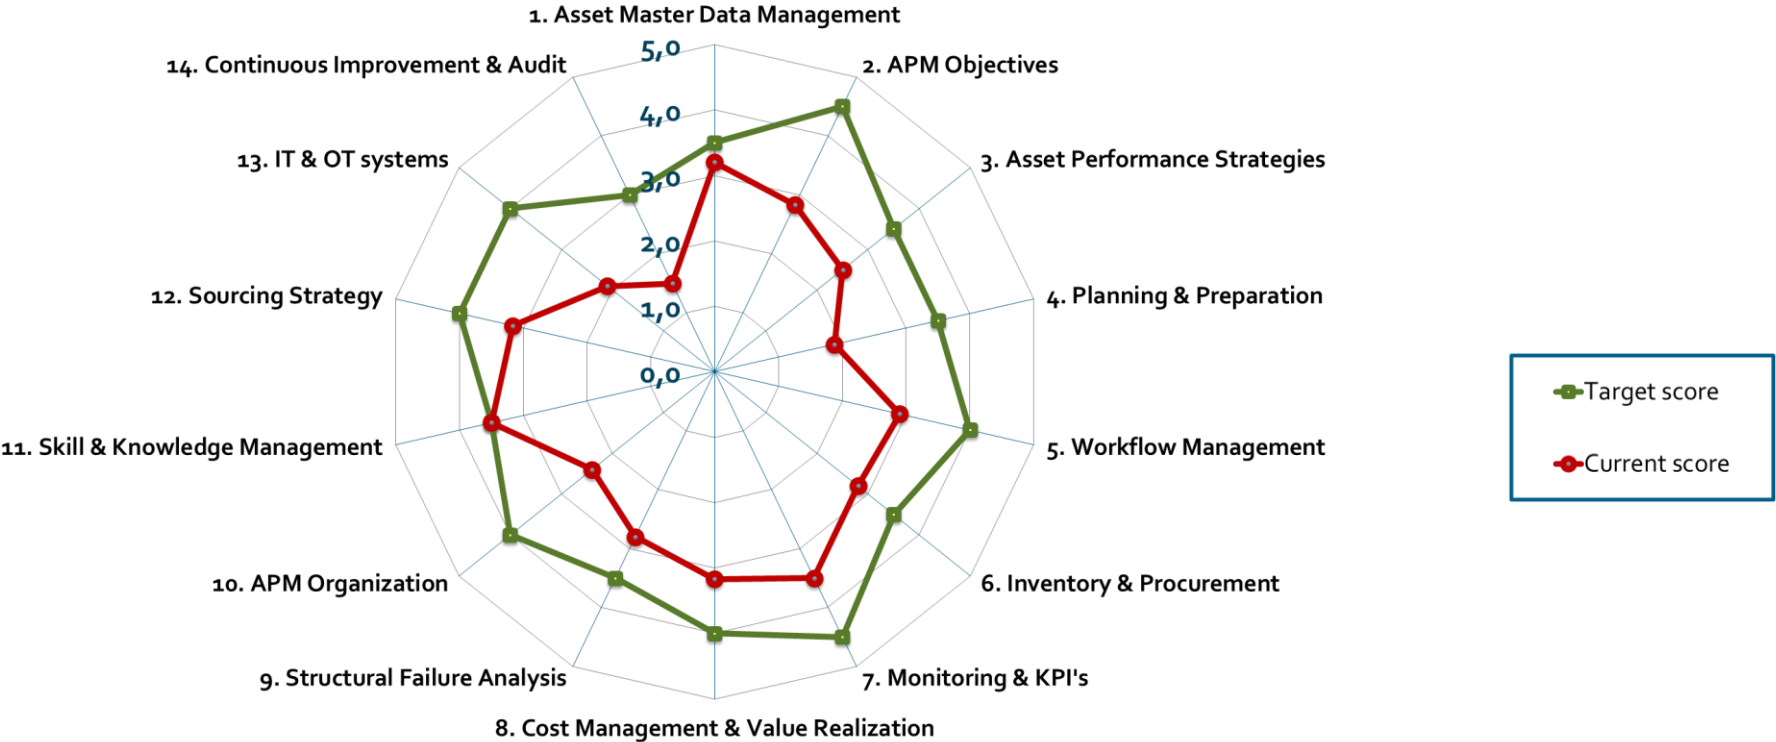 1. Asset Master Data Management
5,0
14. Continuous Improvement & Audit
2. APM Objectives
4,0
13. IT & OT systems
3. Asset Performance Strategies
3,0
2,0
12. Sourcing Strategy
4. Planning & Preparation
1,0
0,0
Target score
11. Skill & Knowledge Management
5. Workflow Management
Current score
10. APM Organization
6. Inventory & Procurement
9. Structural Failure Analysis
7. Monitoring & KPI's
8. Cost Management & Value Realization